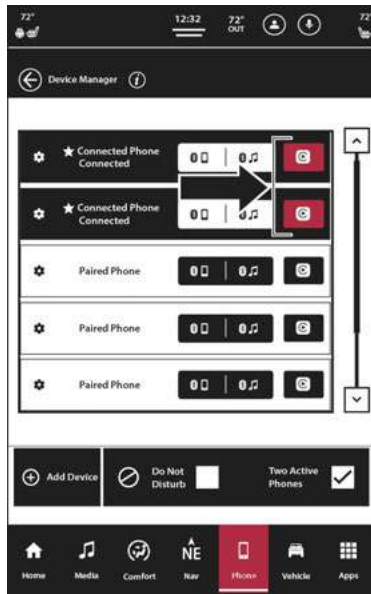 72°
12:32
72°
OUT
72°
Device Manager
Connected Phone
Connected
Connected Phone
Connected
Paired Phone
Paired Phone
Paired Phone
Add Device
Do Not
Disturb
Two Active
Phones
NE
Home
Media
Comfort
Nav
Phone
Vehicle
Apps